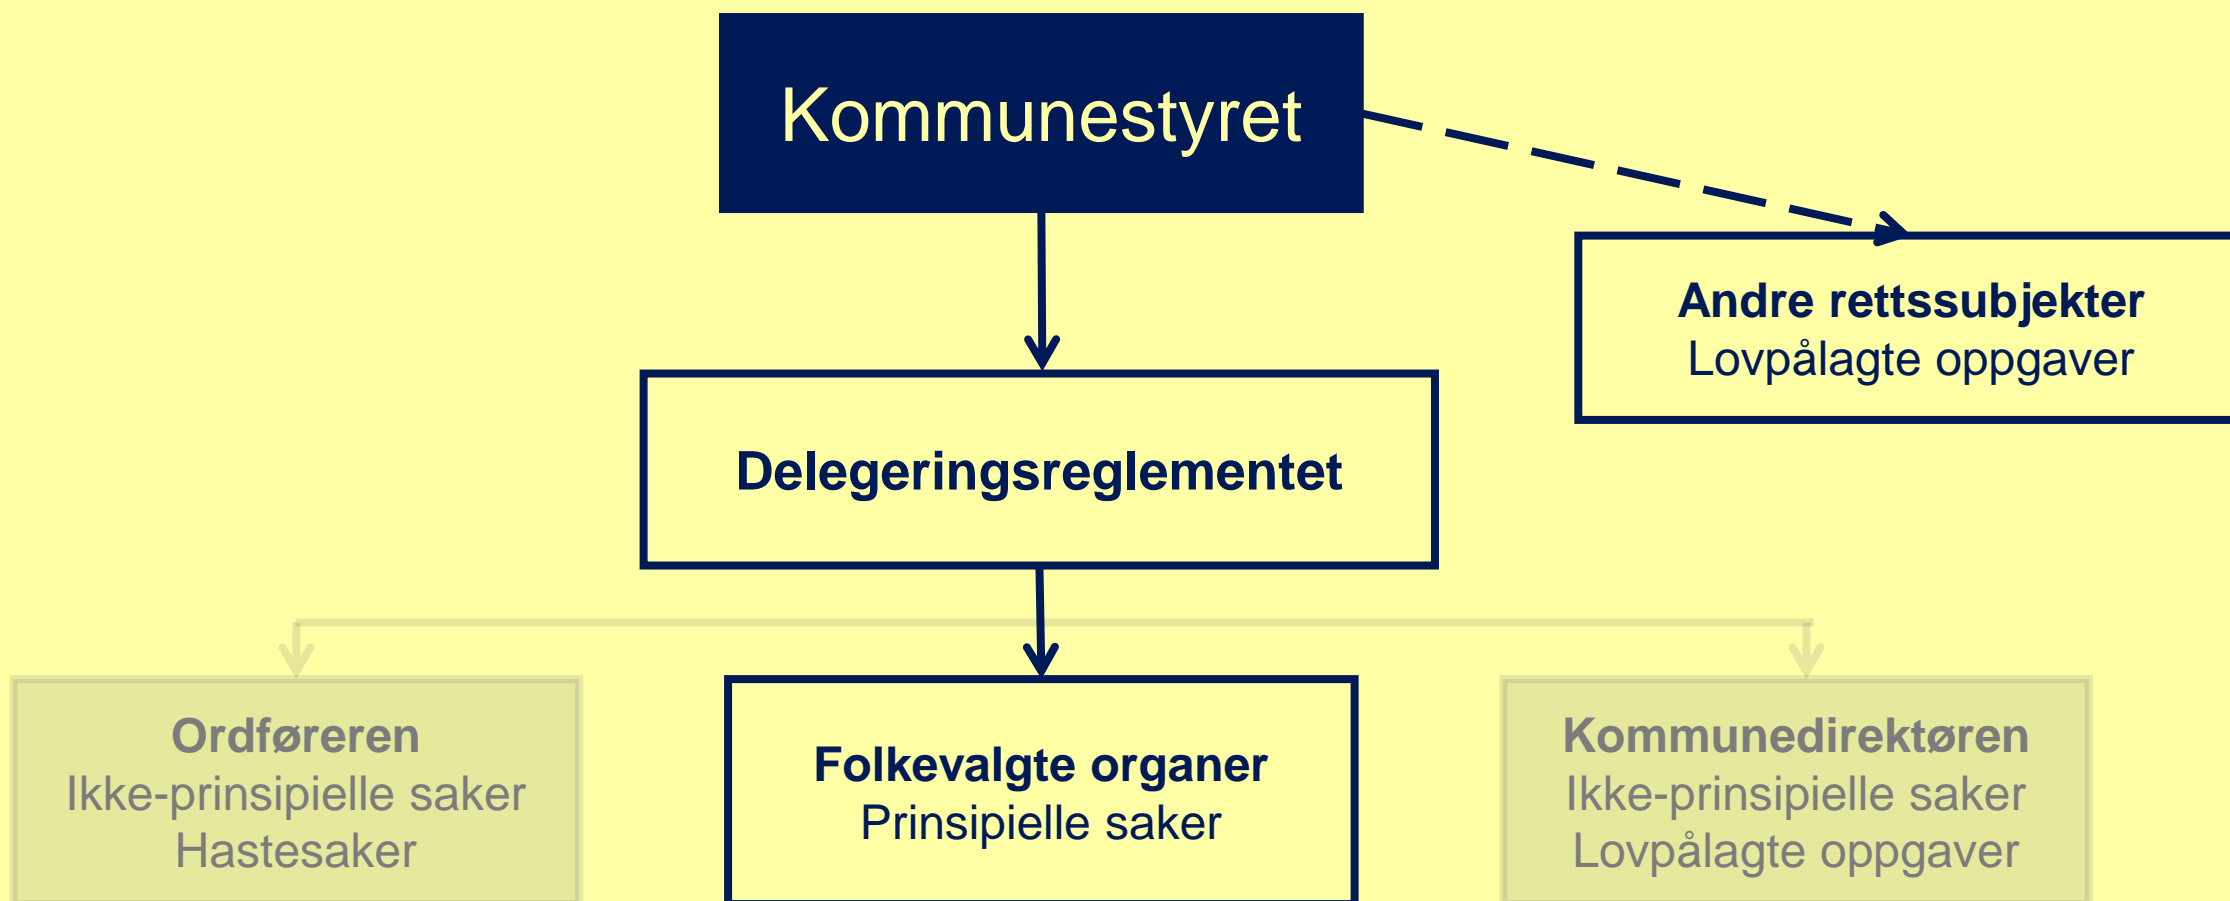 Kommunestyret
Andre rettssubjekter
Lovpålagte oppgaver
Delegeringsreglementet
Ordføreren
Ikke-prinsipielle saker
Hastesaker
Folkevalgte organer
Prinsipielle saker
Kommunedirektøren
Ikke-prinsipielle saker
Lovpålagte oppgaver